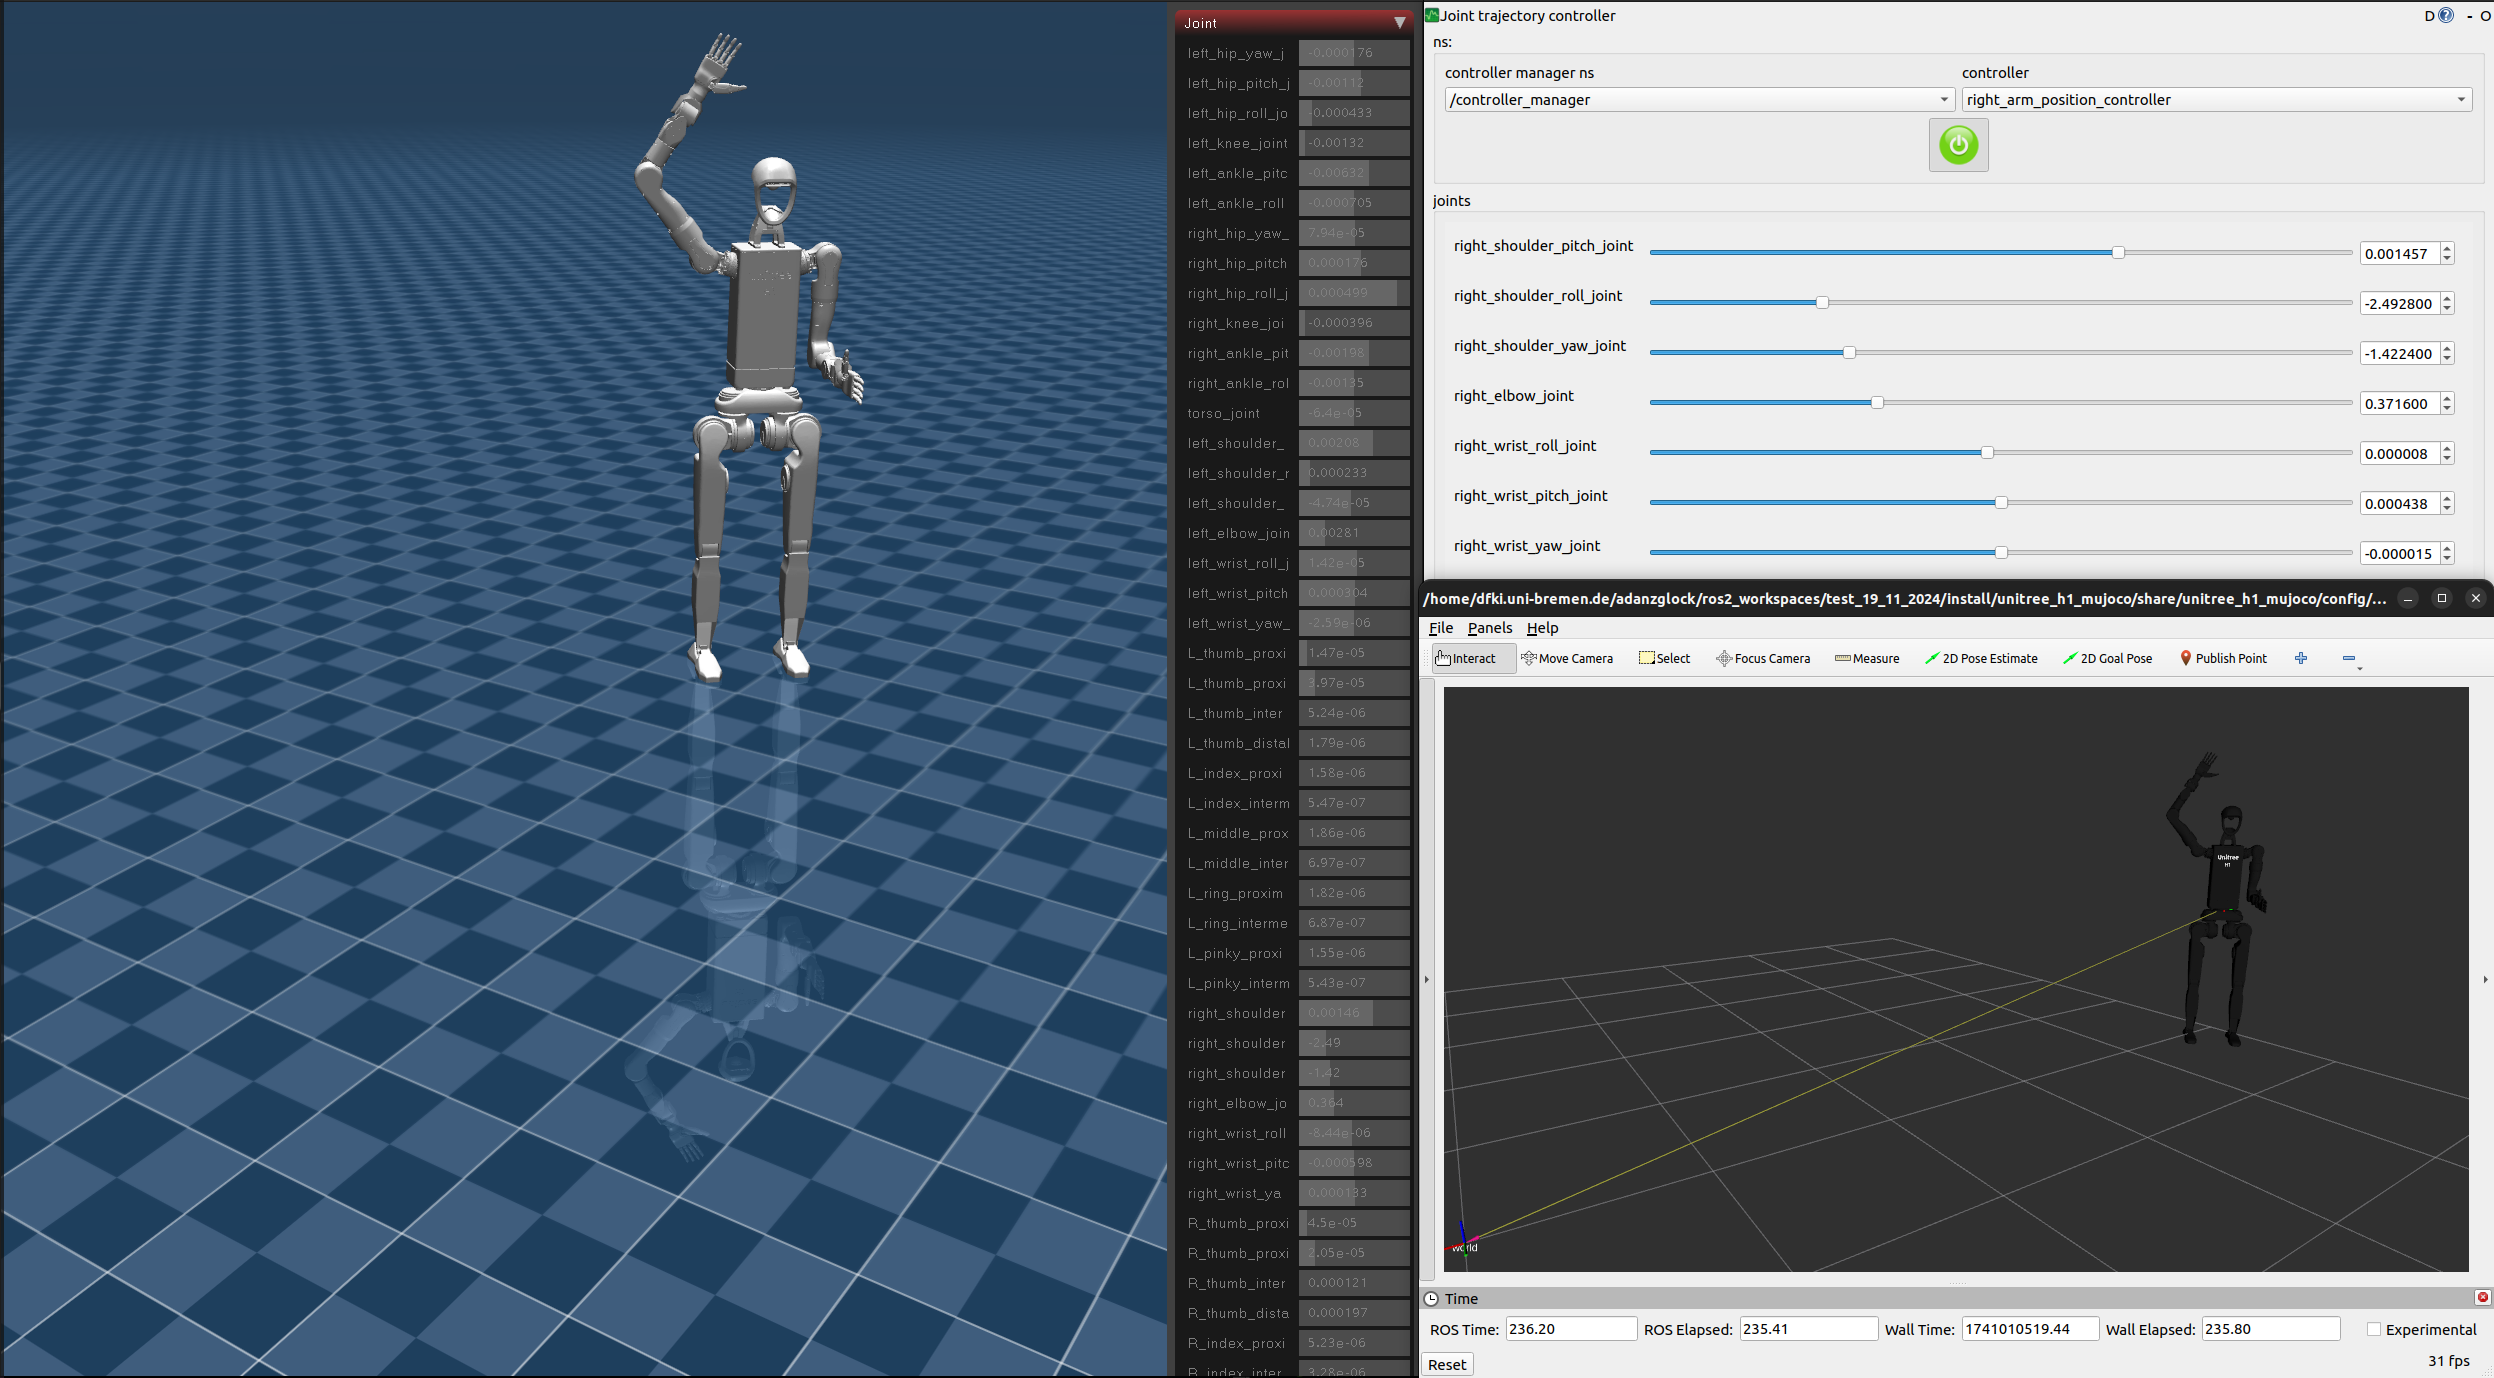 Joint
left_hip_yaw_j -0.000176
left_hip_pitch_j -0.00112
left_hip_roll_jo -0.000433
left_knee_joint -0.00132
left_ankle_pitc -0.00632
left_ankle_roll -0.000705
right_hip_yaw_ 7.94e-05
right_hip_pitch 0.000176
right_hip_roll_j 0.000499
right_knee_joi -0.000396
right_ankle_pit -0.00198
right_ankle_rol -0.00135
torso_joint -6.4e-05
left_shoulder_ 0.00208
left_shoulder_r 0.000233
left_shoulder_ -4.74e-05
left_elbow_join 0.00281
left_wrist_roll_j 1.42e-05
left_wrist_pitch 0.000304
left_wrist_yaw_ -2.59e-06
L_thumb_proxi 1.47e-05
L_thumb_proxi 3.97e-05
L_thumb_inter 5.24e-06
L_thumb_distal 1.79e-06
L_index_proxi 1.58e-06
L_index_interm 5.47e-07
L_middle_prox 1.86e-06
L_middle_inter 6.97e-07
L_ring_proxim 1.82e-06
L_ring_interme 6.87e-07
L_pinky_proxi 1.55e-06
L_pinky_interm 5.43e-07
right_shoulder 0.00146
right_shoulder -2.49
right_shoulder -1.42
right_elbow_jo 0.364
right_wrist_roll -8.44e-06
right_wrist_pitc -0.000598
right_wrist_ya 0.000133
R_thumb_proxi 4.5e-05
R_thumb_proxi 2.05e-05
R_thumb_inter 0.000121
R_thumb_dista 0.000197
R_index_proxi 5.23e-06
R_index_inter 3.28e-06
unitree
Joint trajectory controller
D - O
ns:
controller manager ns controller
/controller_manager right_arm_position_controller
joints
right_shoulder_pitch_joint 0.001457
right_shoulder_roll_joint -2.492800
right_shoulder_yaw_joint -1.422400
right_elbow_joint 0.371600
right_wrist_roll_joint 0.000008
right_wrist_pitch_joint 0.000438
right_wrist_yaw_joint -0.000015
/home/dfki.uni-bremen.de/adanzglock/ros2_workspaces/test_19_11_2024/install/unitree_h1_mujoco/share/unitree_h1_mujoco/config/...
File Panels Help
Interact Move Camera Select Focus Camera Measure 2D Pose Estimate 2D Goal Pose Publish Point
Unitree
H1
world
Time
ROS Time: 236.20 ROS Elapsed: 235.41 Wall Time: 1741010519.44 Wall Elapsed: 235.80 Experimental
Reset 31 fps